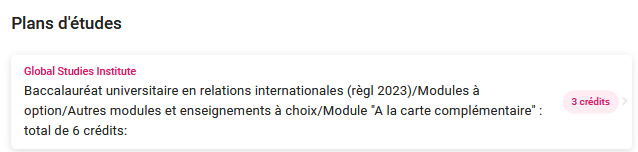 Plans d'études
Global Studies Institute
Baccalauréat universitaire en relations internationales (règl 2023)/Modules à
option/Autres modules et enseignements à choix/Module "A la carte complémentaire" :
total de 6 crédits:
3 crédits